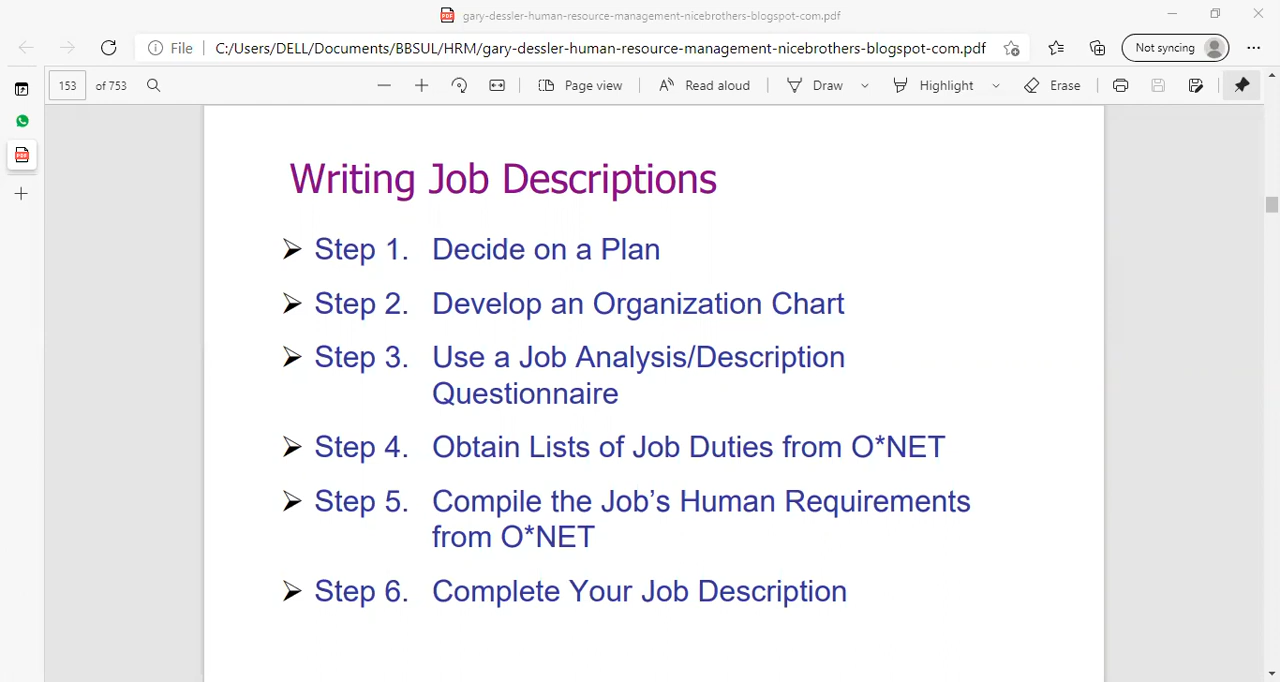 gary-dessler-human-resource-management-nicebrothers-blogspot-com.pdf
File C:/Users/DELL/Documents/BBSUL/HRM/gary-dessler-human-resource-management-nicebrothers-blogspot-com.pdf Not syncing
153 of 753 Page view Read aloud Draw Highlight Erase
Writing Job Descriptions
Step 1. Decide on a Plan
Step 2. Develop an Organization Chart
Step 3. Use a Job Analysis/Description
Questionnaire
Step 4. Obtain Lists of Job Duties from O*NET
Step 5. Compile the Job’s Human Requirements
from O*NET
Step 6. Complete Your Job Description